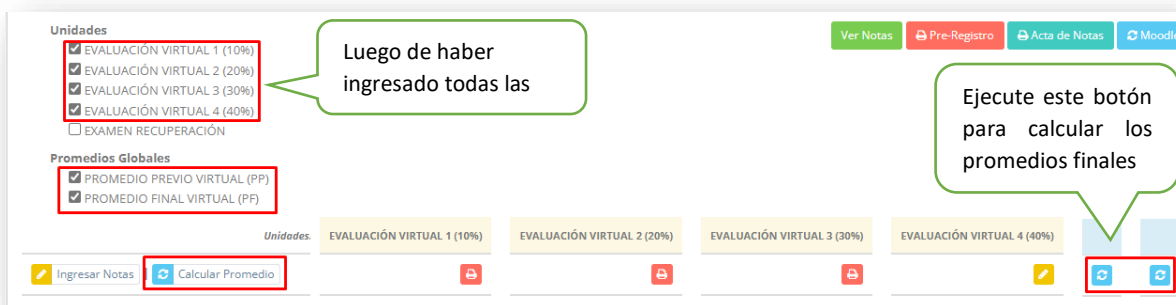 Unidades
EVALUACIÓN VIRTUAL 1 (10%)
EVALUACIÓN VIRTUAL 2 (20%)
EVALUACIÓN VIRTUAL 3 (30%)
EVALUACIÓN VIRTUAL 4 (40%)
EXAMEN RECUPERACIÓN
Promedios Globales
PROMEDIO PREVIO VIRTUAL (PP)
PROMEDIO FINAL VIRTUAL (PF)
Luego de haber
ingresado todas las
Ver Notas Pre-Registro Acta de Notas Moodle
Ejecute este botón
para calcular los
promedios finales
Unidades. EVALUACIÓN VIRTUAL 1 (10%) EVALUACIÓN VIRTUAL 2 (20%) EVALUACIÓN VIRTUAL 3 (30%) EVALUACIÓN VIRTUAL 4 (40%)
Ingresar Notas Calcular Promedio